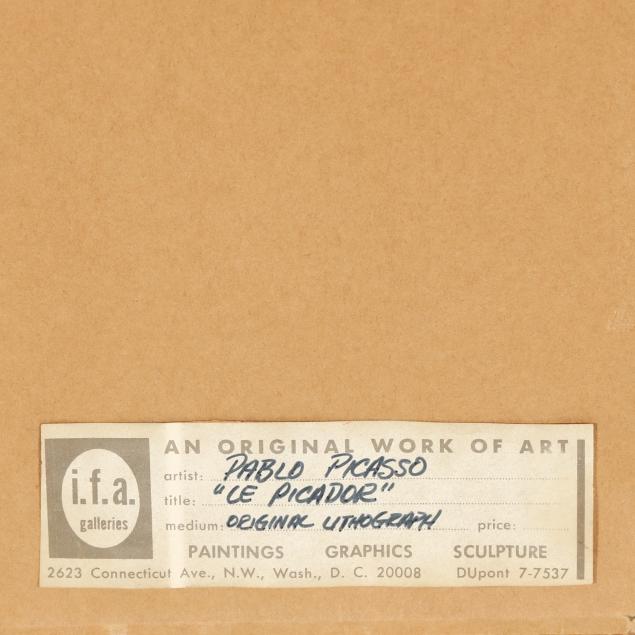 AN ORIGINAL WORK OF ART
i.f.a.
galleries
artist: PABLO PICASSO
title: "LE PICADOR"
medium: ORIGINAL LITHOGRAPH price:
PAINTINGS GRAPHICS SCULPTURE
2623 Connecticut Ave., N.W., Wash., D. C. 20008 DUpont 7-7537